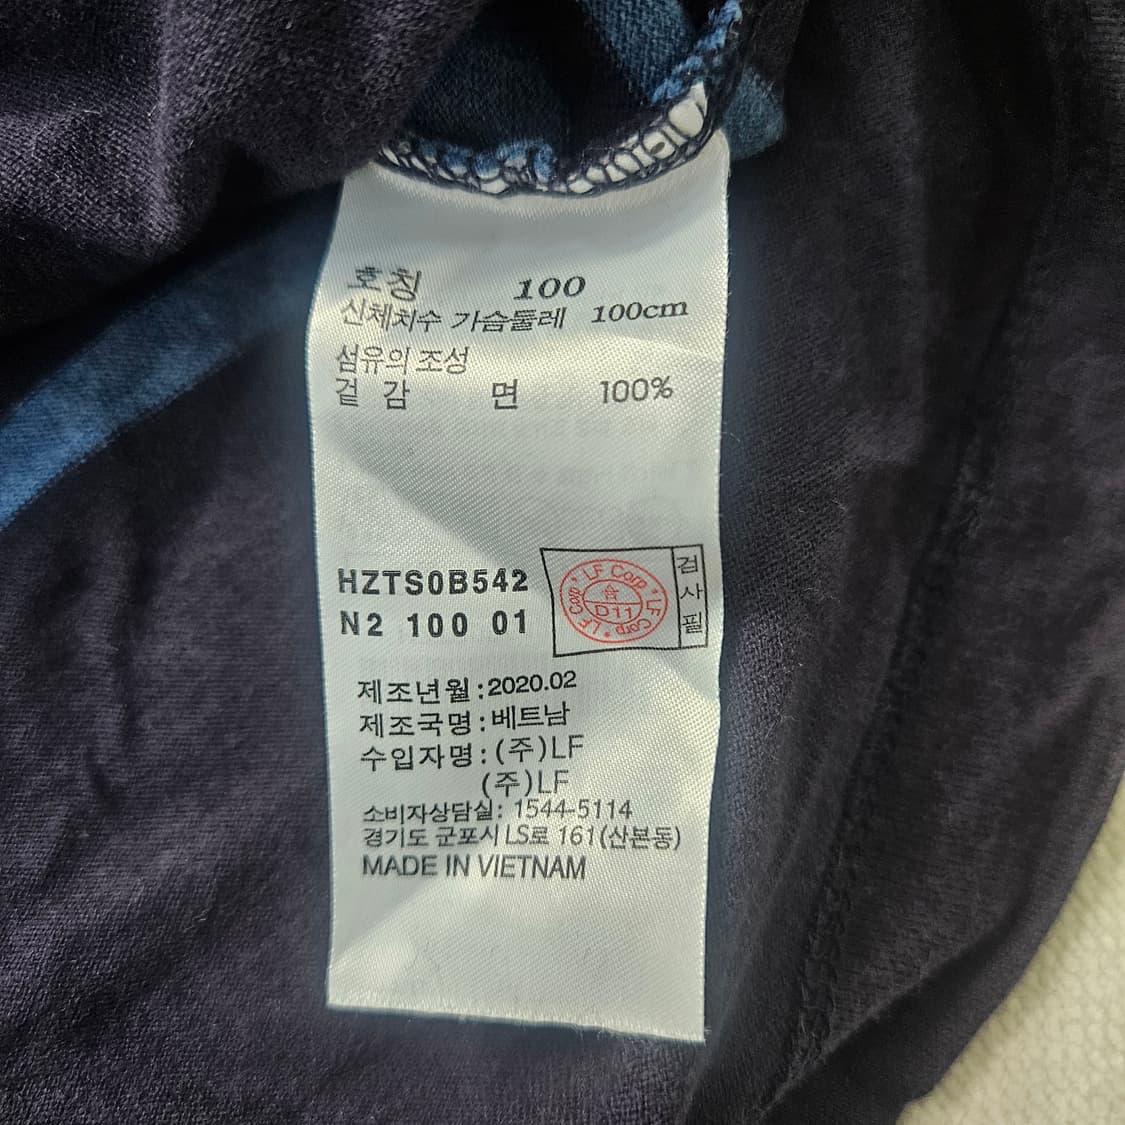 호칭 100
신체치수 가슴둘레 100cm
섬유의 조성
겉 감 면 100%
HZTS0B542
N2 100 01
LF Corp * LF Corp * LF Corp *
合
D11
검사필
제조년월:2020.02
제조국명:베트남
수입자명:(주)LF
(주)LF
소비자상담실: 1544-5114
경기도 군포시 LS로 161(산본동)
MADE IN VIETNAM